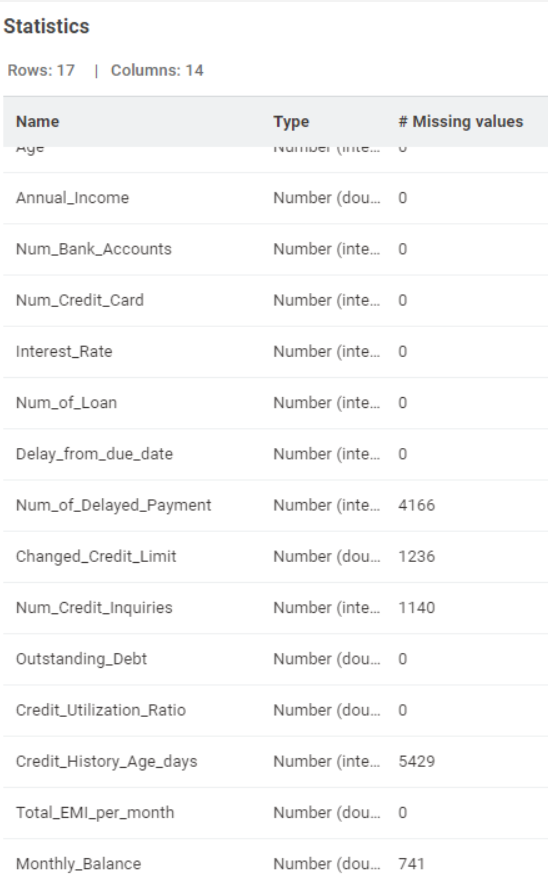 Statistics
Rows: 17 | Columns: 14
Name Type # Missing values
Age Number (inte... 0
Annual_Income Number (dou... 0
Num_Bank_Accounts Number (inte... 0
Num_Credit_Card Number (inte... 0
Interest_Rate Number (inte... 0
Num_of_Loan Number (inte... 0
Delay_from_due_date Number (inte... 0
Num_of_Delayed_Payment Number (inte... 4166
Changed_Credit_Limit Number (dou... 1236
Num_Credit_Inquiries Number (inte... 1140
Outstanding_Debt Number (dou... 0
Credit_Utilization_Ratio Number (dou... 0
Credit_History_Age_days Number (inte... 5429
Total_EMI_per_month Number (dou... 0
Monthly_Balance Number (dou... 741